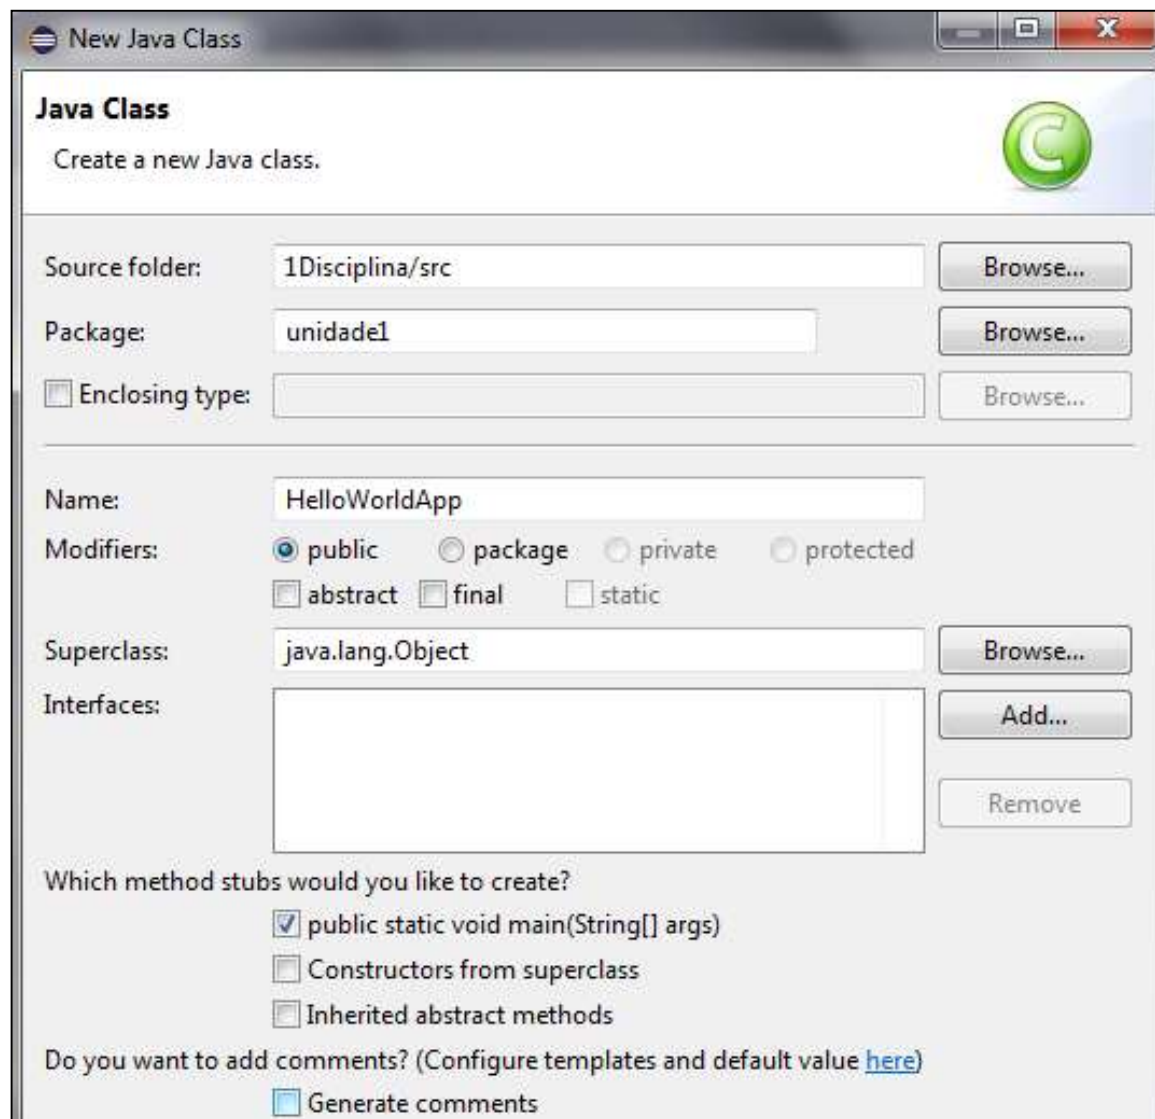 New Java Class
Java Class
Create a new Java class.
Source folder: 1Disciplina/src Browse...
Package: unidade1 Browse...
Enclosing type: Browse...
Name: HelloWorldApp
Modifiers: public package private protected
abstract final static
Superclass: java.lang.Object Browse...
Interfaces: Add...
Remove
Which method stubs would you like to create?
public static void main(String[] args)
Constructors from superclass
Inherited abstract methods
Do you want to add comments? (Configure templates and default value here)
Generate comments